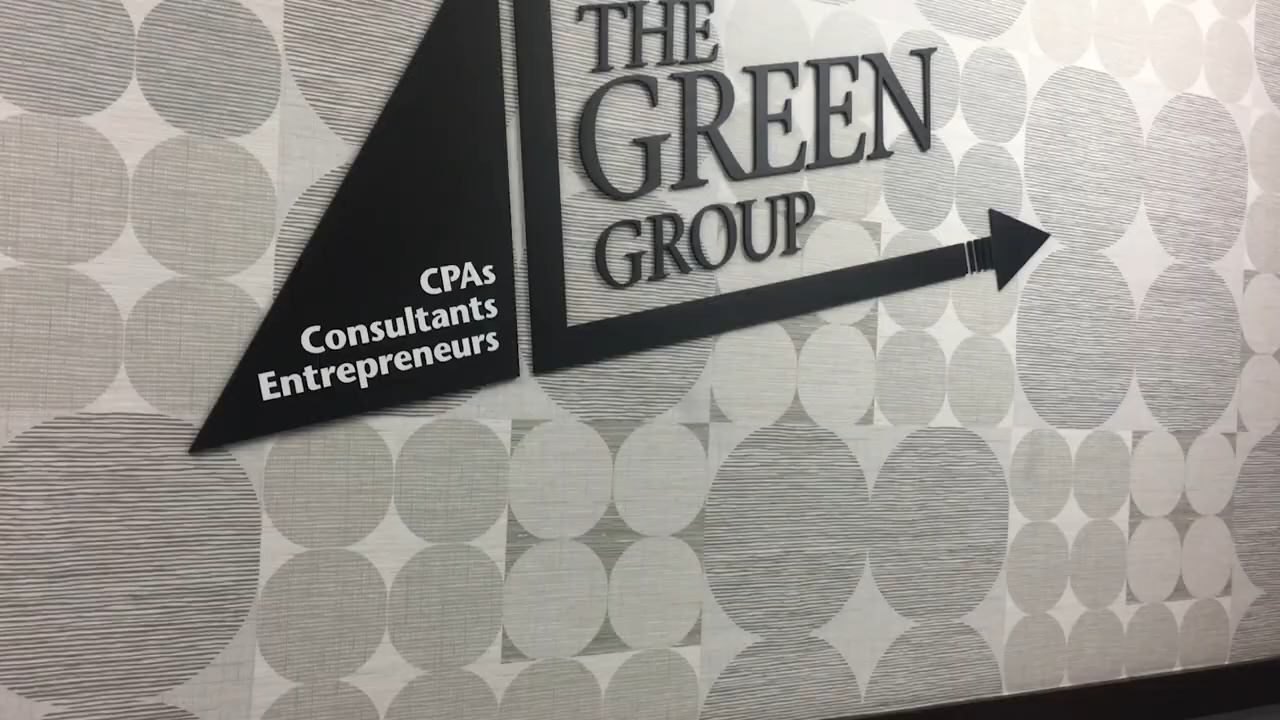 THE
GREEN
GROUP
CPAs
Consultants
Entrepreneurs